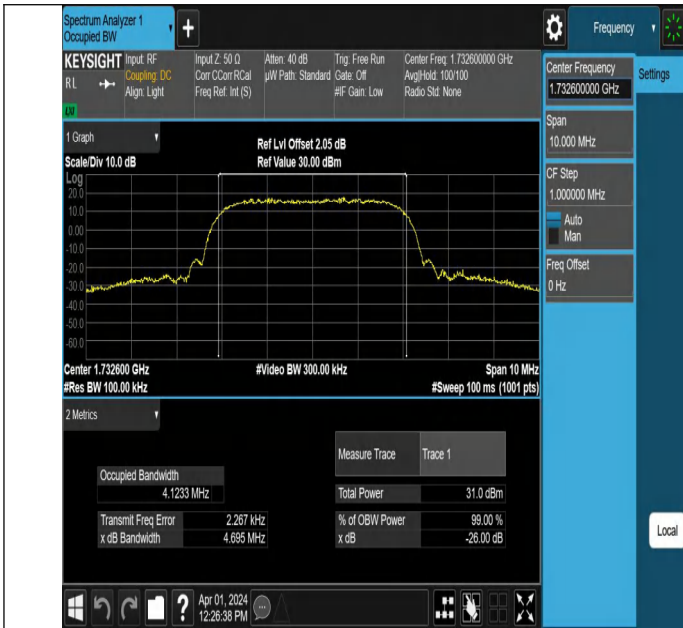 Spectrum Analyzer 1
Occupied BW
+
Frequency
KEYSIGHT
RL
LXI
Input: RF
Coupling: DC
Align: Light
Input Z: 50 Ω
Corr CCorr RCal
Freq Ref: Int (S)
Atten: 40 dB
µW Path: Standard
Trig: Free Run
Gate: Off
#IF Gain: Low
Center Freq: 1.732600000 GHz
Avg|Hold: 100/100
Radio Std: None
Center Frequency
1.732600000 GHz
Settings
Span
10.000 MHz
CF Step
1.000000 MHz
Auto
Man
Freq Offset
0 Hz
Local
1 Graph
Scale/Div 10.0 dB
Ref Lvl Offset 2.05 dB
Ref Value 30.00 dBm
Log
20.0
10.0
0.00
-10.0
-20.0
-30.0
-40.0
-50.0
-60.0
Center 1.732600 GHz
#Video BW 300.00 kHz
Span 10 MHz
#Res BW 100.00 kHz
#Sweep 100 ms (1001 pts)
2 Metrics
Measure Trace
Trace 1
Occupied Bandwidth
4.1233 MHz
Total Power
31.0 dBm
Transmit Freq Error
2.267 kHz
% of OBW Power
99.00 %
x dB Bandwidth
4.695 MHz
x dB
-26.00 dB
?
Apr 01, 2024
12:26:38 PM